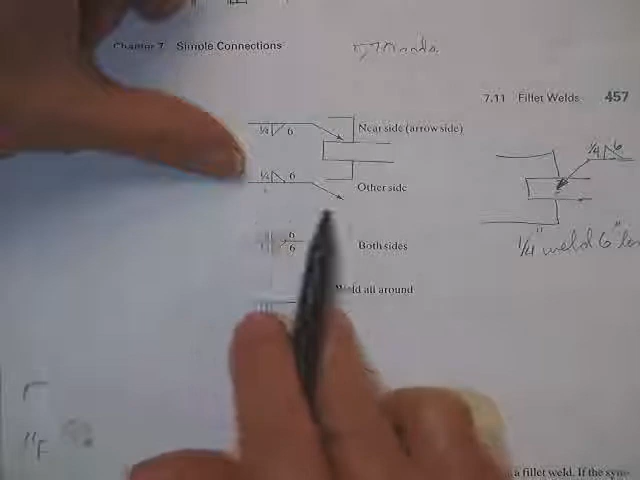 Chapter 7 Simple Connections
7.11 Fillet Welds 457
1/4 6 Near side (arrow side)
1/4 6
1/4 6 Other side
6
6 Both sides
Weld all around
1/4" weld 6"
a fillet weld. If the sym-